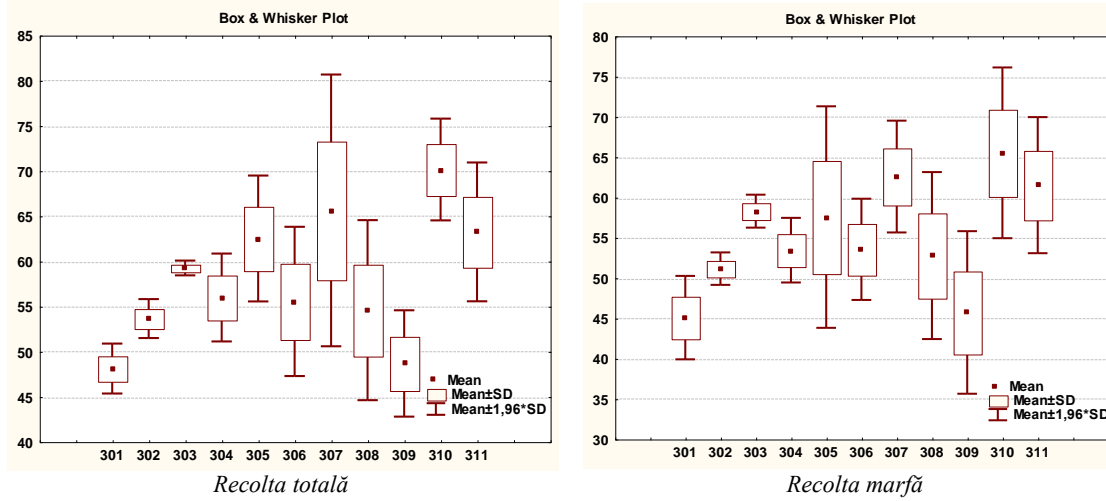 Box & Whisker Plot
85
80
75
70
65
60
55
50
45
40
301 302 303 304 305 306 307 308 309 310 311
Mean
Mean±SD
Mean±1,96*SD
Recolta totală
Box & Whisker Plot
80
75
70
65
60
55
50
45
40
35
30
301 302 303 304 305 306 307 308 309 310 311
Mean
Mean±SD
Mean±1,96*SD
Recolta marfă